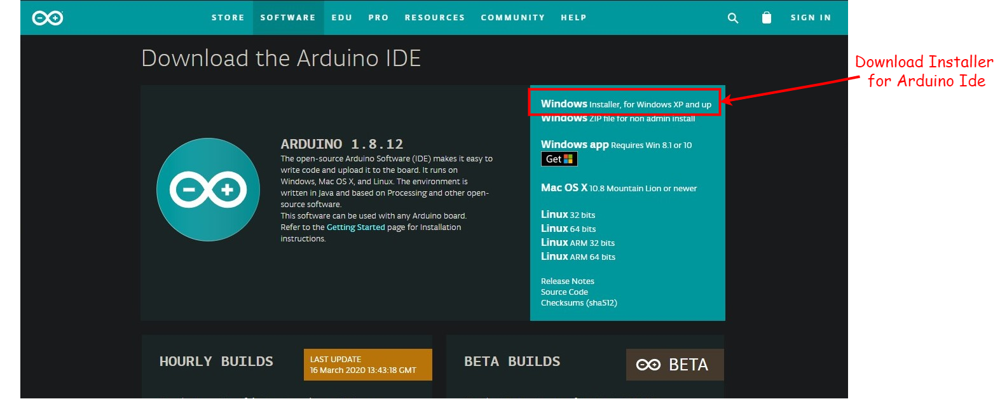 STORE SOFTWARE EDU PRO RESOURCES COMMUNITY HELP SIGN IN
Download the Arduino IDE
Download Installer
for Arduino Ide
ARDUINO 1.8.12
The open-source Arduino Software (IDE) makes it easy to
write code and upload it to the board. It runs on
Windows, Mac OS X, and Linux. The environment is
written in Java and based on Processing and other open-
source software.
This software can be used with any Arduino board.
Refer to the Getting Started page for Installation
instructions.
Windows Installer, for Windows XP and up
Windows ZIP file for non admin install
Windows app Requires Win 8.1 or 10
Get
Mac OS X 10.8 Mountain Lion or newer
Linux 32 bits
Linux 64 bits
Linux ARM 32 bits
Linux ARM 64 bits
Release Notes
Source Code
Checksums (sha512)
HOURLY BUILDS
LAST UPDATE
16 March 2020 13:43:18 GMT
BETA BUILDS
BETA